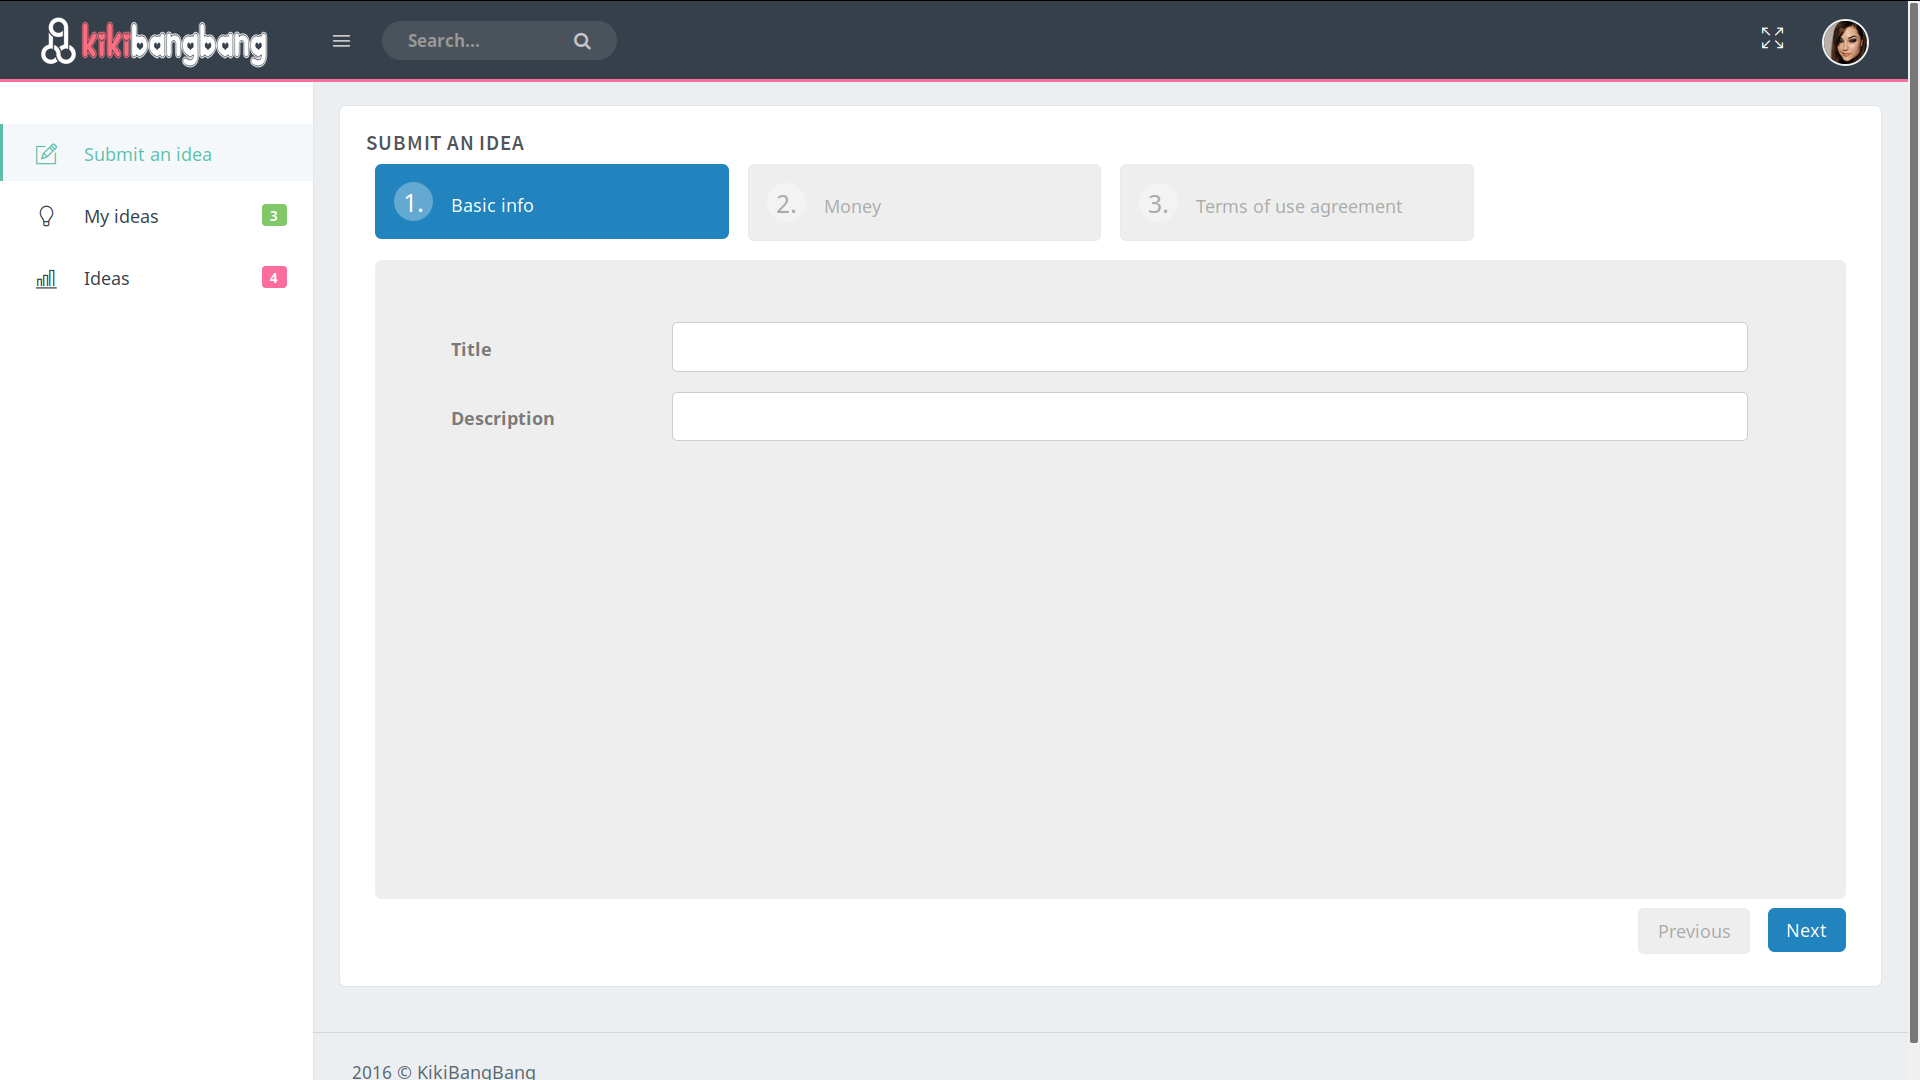 kikibangbang
Search...
Submit an idea
My ideas 3
Ideas 4
SUBMIT AN IDEA
1. Basic info
2. Money
3. Terms of use agreement
Title
Description
Previous
Next
2016 © KikiBangBang